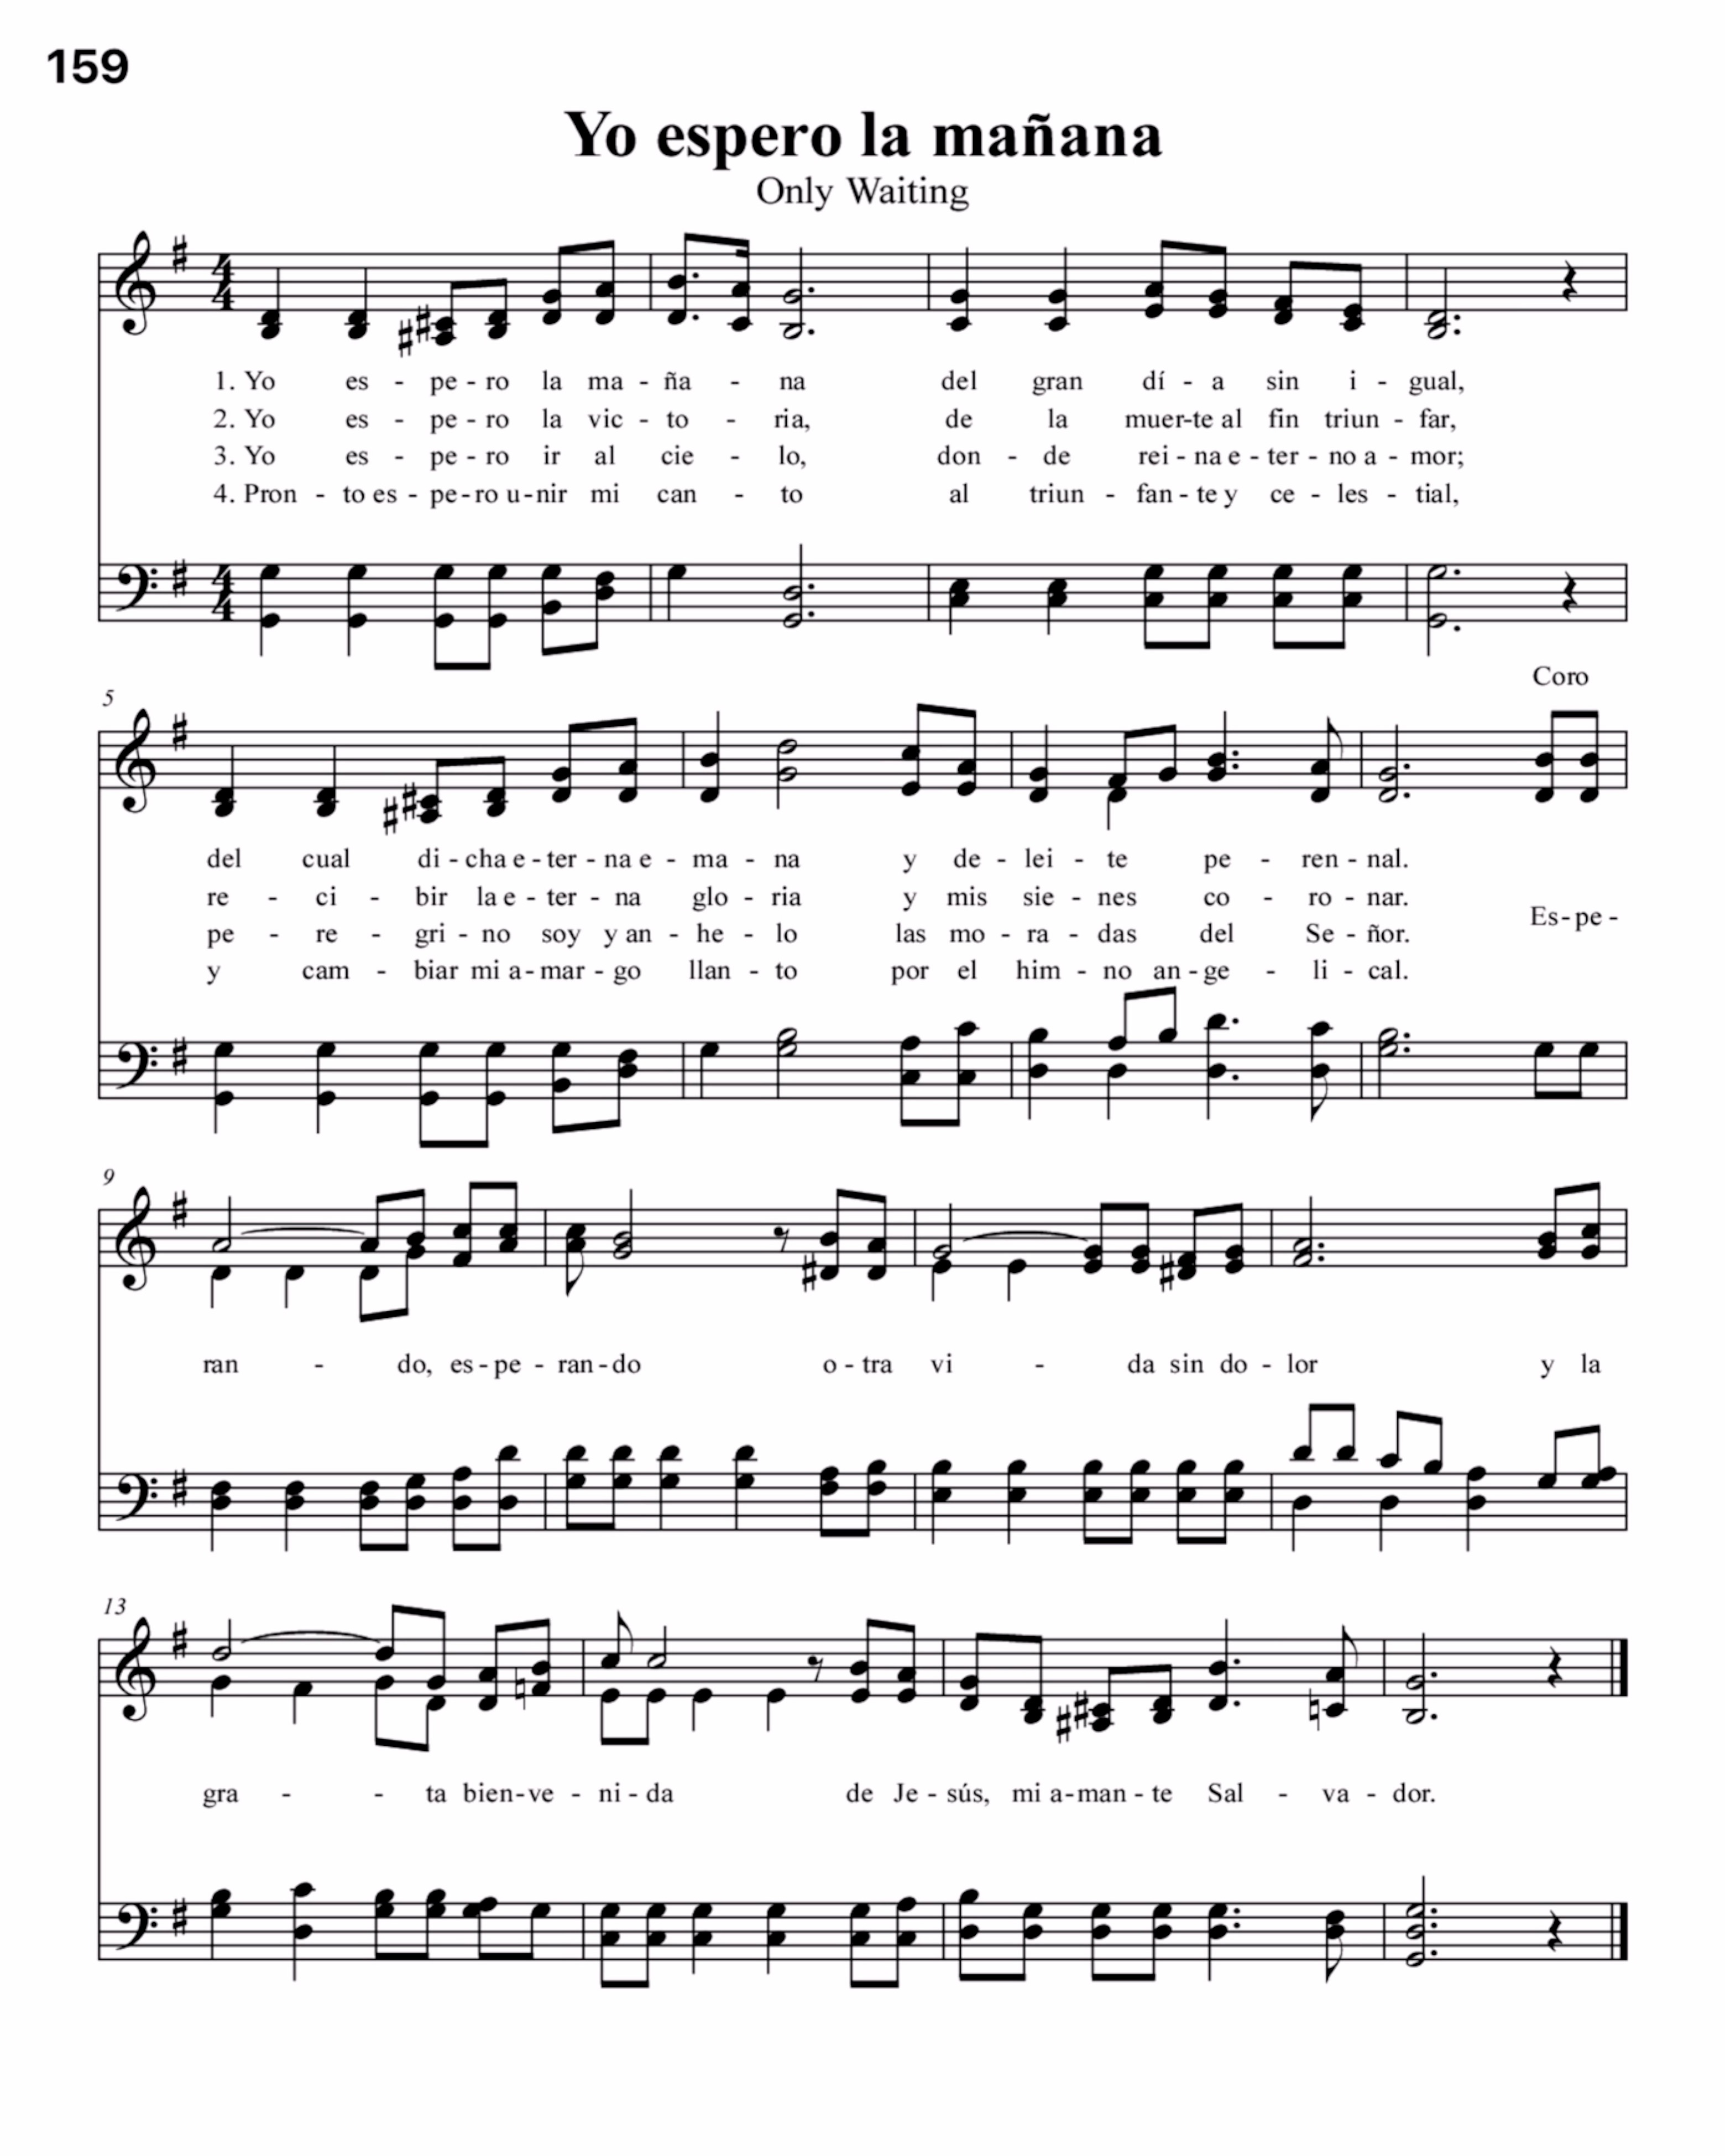 159
Yo espero la mañana
Only Waiting
1. Yo es - pe - ro la ma - ña - na del gran dí - a sin i - gual,
2. Yo es - pe - ro la vic - to - ria, de la muer-te al fin triun - far,
3. Yo es - pe - ro ir al cie - lo, don - de rei - na e - ter - no a - mor;
4. Pron - to es - pe - ro u - nir mi can - to al triun - fan - te y ce - les - tial,
Coro
5
del cual di - cha e - ter - na e - ma - na y de - lei - te pe - ren - nal.
re - ci - bir la e - ter - na glo - ria y mis sie - nes co - ro - nar.
Es - pe -
pe - re - gri - no soy y an - he - lo las mo - ra - das del Se - ñor.
y cam - biar mi a - mar - go llan - to por el him - no an - ge - li - cal.
9
ran - do, es - pe - ran - do o - tra vi - da sin do - lor y la
13
gra - - ta bien - ve - ni - da de Je - sús, mi a - man - te Sal - va - dor.